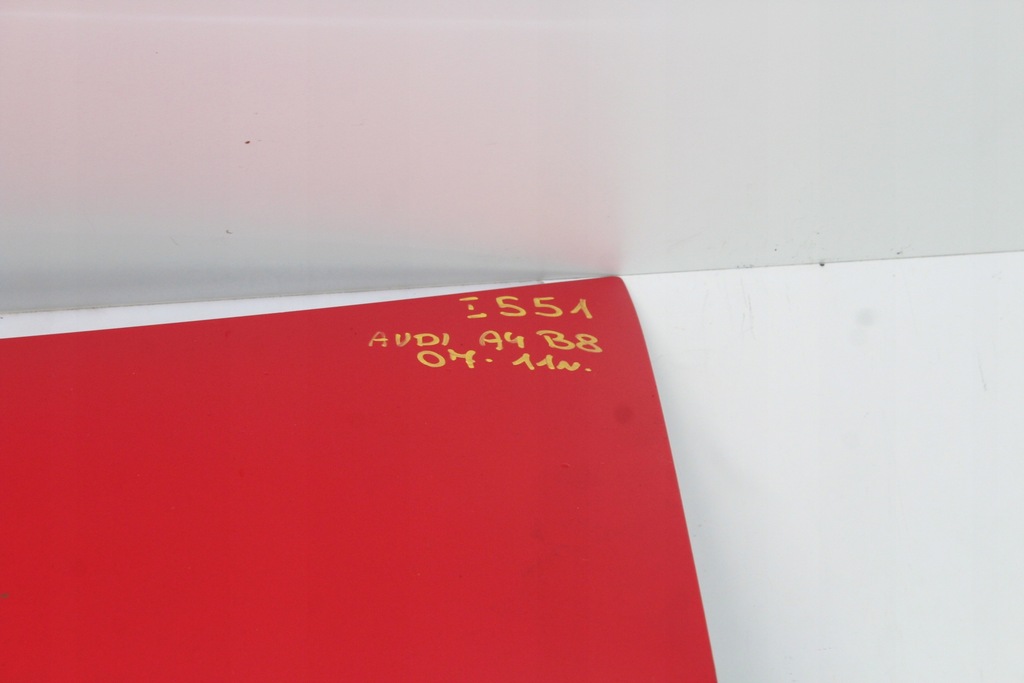 I551
AUDI A4 B8
07. 11r.